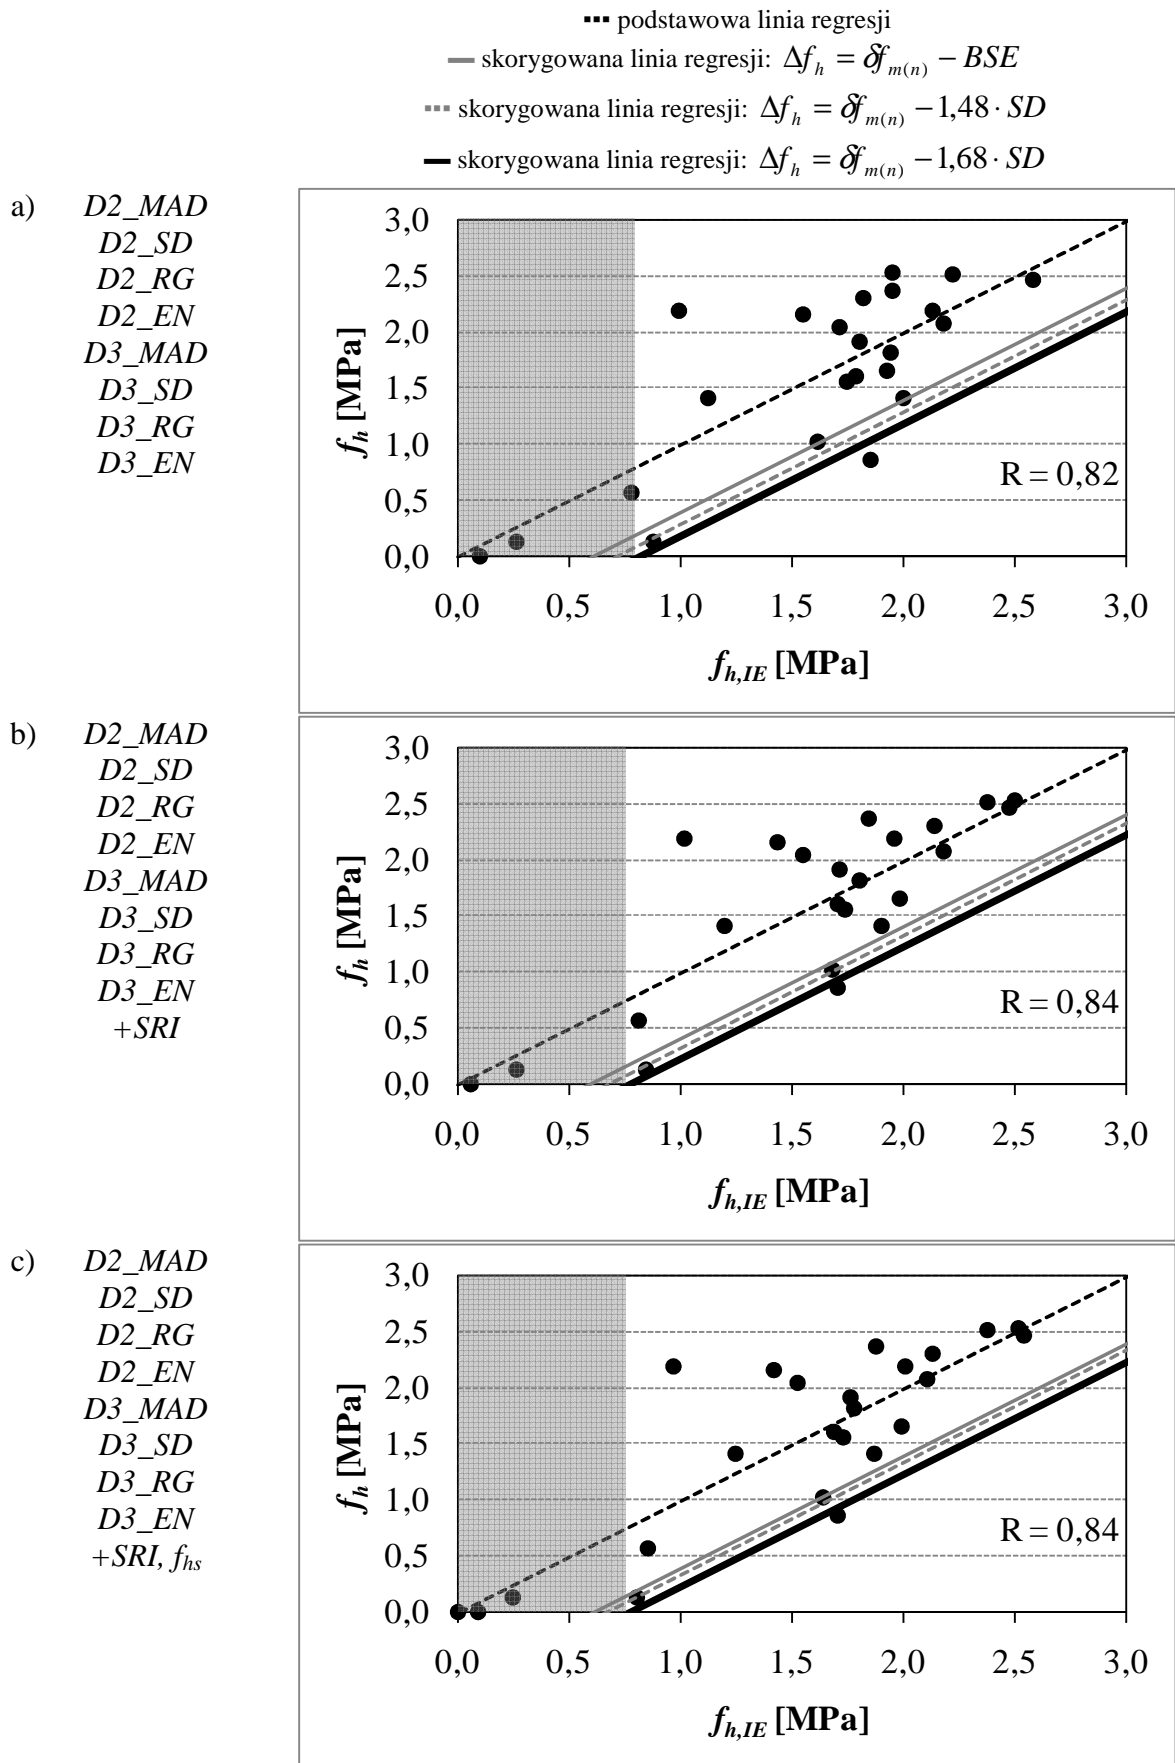 podstawowa linia regresji
skorygowana linia regresji: Δf_h = δf_m(n) − BSE
skorygowana linia regresji: Δf_h = δf_m(n) − 1,48 · SD
skorygowana linia regresji: Δf_h = δf_m(n) − 1,68 · SD
a)
D2_MAD
D2_SD
D2_RG
D2_EN
D3_MAD
D3_SD
D3_RG
D3_EN
f_h [MPa]
3,0
2,5
2,0
1,5
1,0
0,5
0,0
R = 0,82
0,0 0,5 1,0 1,5 2,0 2,5 3,0
f_h,IE [MPa]
b)
D2_MAD
D2_SD
D2_RG
D2_EN
D3_MAD
D3_SD
D3_RG
D3_EN
+SRI
f_h [MPa]
3,0
2,5
2,0
1,5
1,0
0,5
0,0
R = 0,84
0,0 0,5 1,0 1,5 2,0 2,5 3,0
f_h,IE [MPa]
c)
D2_MAD
D2_SD
D2_RG
D2_EN
D3_MAD
D3_SD
D3_RG
D3_EN
+SRI, f_hs
f_h [MPa]
3,0
2,5
2,0
1,5
1,0
0,5
0,0
R = 0,84
0,0 0,5 1,0 1,5 2,0 2,5 3,0
f_h,IE [MPa]